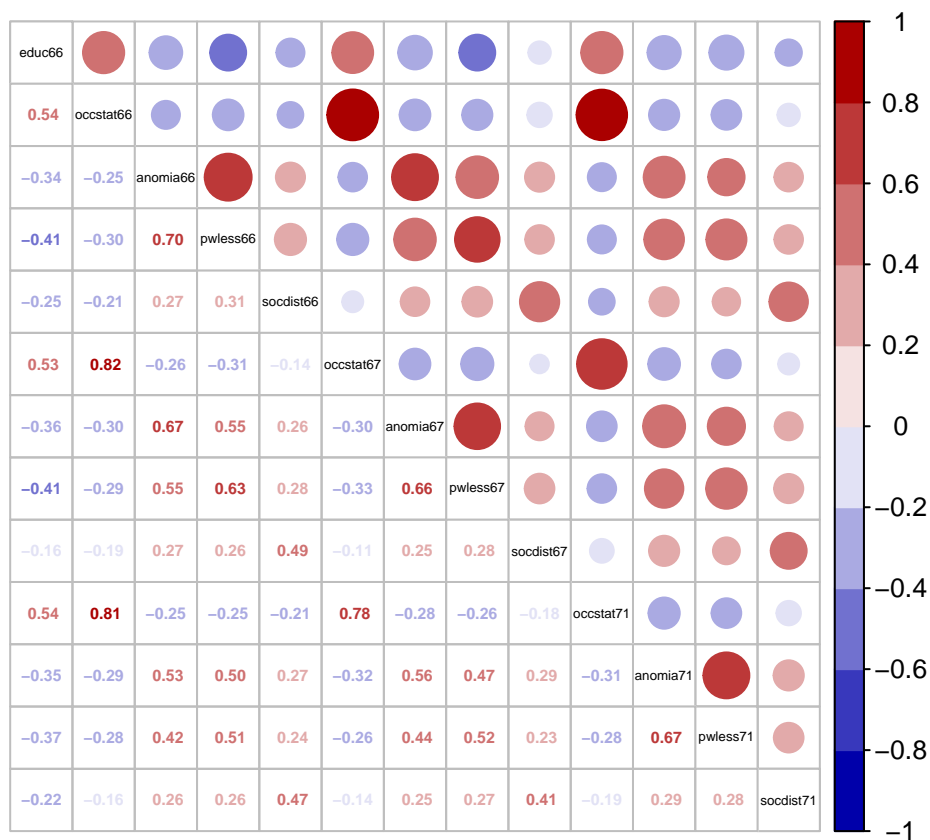 educ66
0.54 occstat66
−0.34 −0.25 anomia66
−0.41 −0.30 0.70 pwless66
−0.25 −0.21 0.27 0.31 socdist66
0.53 0.82 −0.26 −0.31 −0.14 occstat67
−0.36 −0.30 0.67 0.55 0.26 −0.30 anomia67
−0.41 −0.29 0.55 0.63 0.28 −0.33 0.66 pwless67
−0.16 −0.19 0.27 0.26 0.49 −0.11 0.25 0.28 socdist67
0.54 0.81 −0.25 −0.25 −0.21 0.78 −0.28 −0.26 −0.18 occstat71
−0.35 −0.29 0.53 0.50 0.27 −0.32 0.56 0.47 0.29 −0.31 anomia71
−0.37 −0.28 0.42 0.51 0.24 −0.26 0.44 0.52 0.23 −0.28 0.67 pwless71
−0.22 −0.16 0.26 0.26 0.47 −0.14 0.25 0.27 0.41 −0.19 0.29 0.28 socdist71
1
0.8
0.6
0.4
0.2
0
−0.2
−0.4
−0.6
−0.8
−1